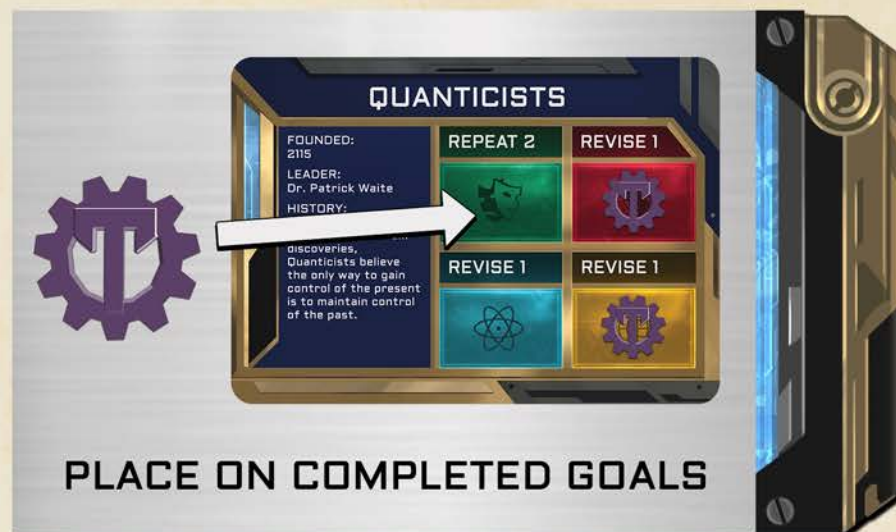 QUANTICISTS
FOUNDED:
2115
LEADER:
Dr. Patrick Waite
HISTORY:
discoveries,
Quanticists believe
the only way to gain
control of the present
is to maintain control
of the past.
REPEAT 2
REVISE 1
REVISE 1
REVISE 1
T
T
T
PLACE ON COMPLETED GOALS